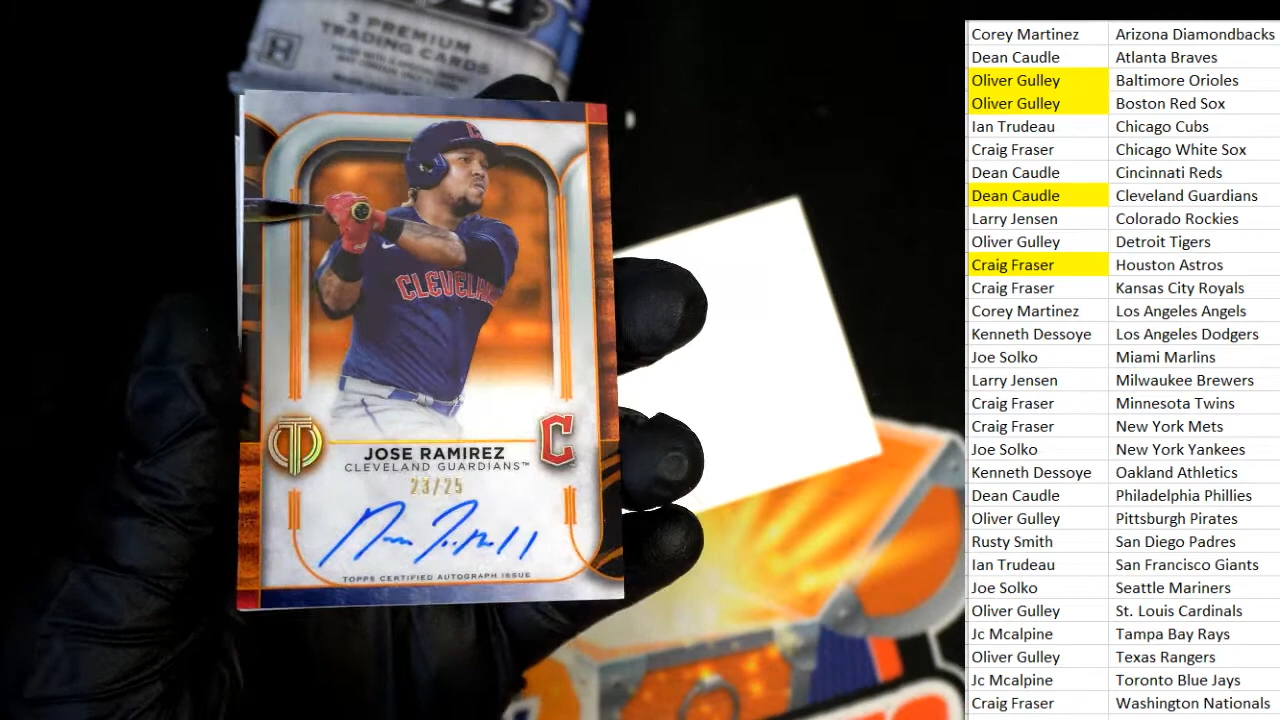 22
3 PREMIUM
TRADING CARDS
CLEVELAN
C
JOSE RAMIREZ
CLEVELAND GUARDIANS™
23/25
TOPPS CERTIFIED AUTOGRAPH ISSUE
Corey Martinez Arizona Diamondbacks
Dean Caudle Atlanta Braves
Oliver Gulley Baltimore Orioles
Oliver Gulley Boston Red Sox
Ian Trudeau Chicago Cubs
Craig Fraser Chicago White Sox
Dean Caudle Cincinnati Reds
Dean Caudle Cleveland Guardians
Larry Jensen Colorado Rockies
Oliver Gulley Detroit Tigers
Craig Fraser Houston Astros
Craig Fraser Kansas City Royals
Corey Martinez Los Angeles Angels
Kenneth Dessoye Los Angeles Dodgers
Joe Solko Miami Marlins
Larry Jensen Milwaukee Brewers
Craig Fraser Minnesota Twins
Craig Fraser New York Mets
Joe Solko New York Yankees
Kenneth Dessoye Oakland Athletics
Dean Caudle Philadelphia Phillies
Oliver Gulley Pittsburgh Pirates
Rusty Smith San Diego Padres
Ian Trudeau San Francisco Giants
Joe Solko Seattle Mariners
Oliver Gulley St. Louis Cardinals
Jc Mcalpine Tampa Bay Rays
Oliver Gulley Texas Rangers
Jc Mcalpine Toronto Blue Jays
Craig Fraser Washington Nationals